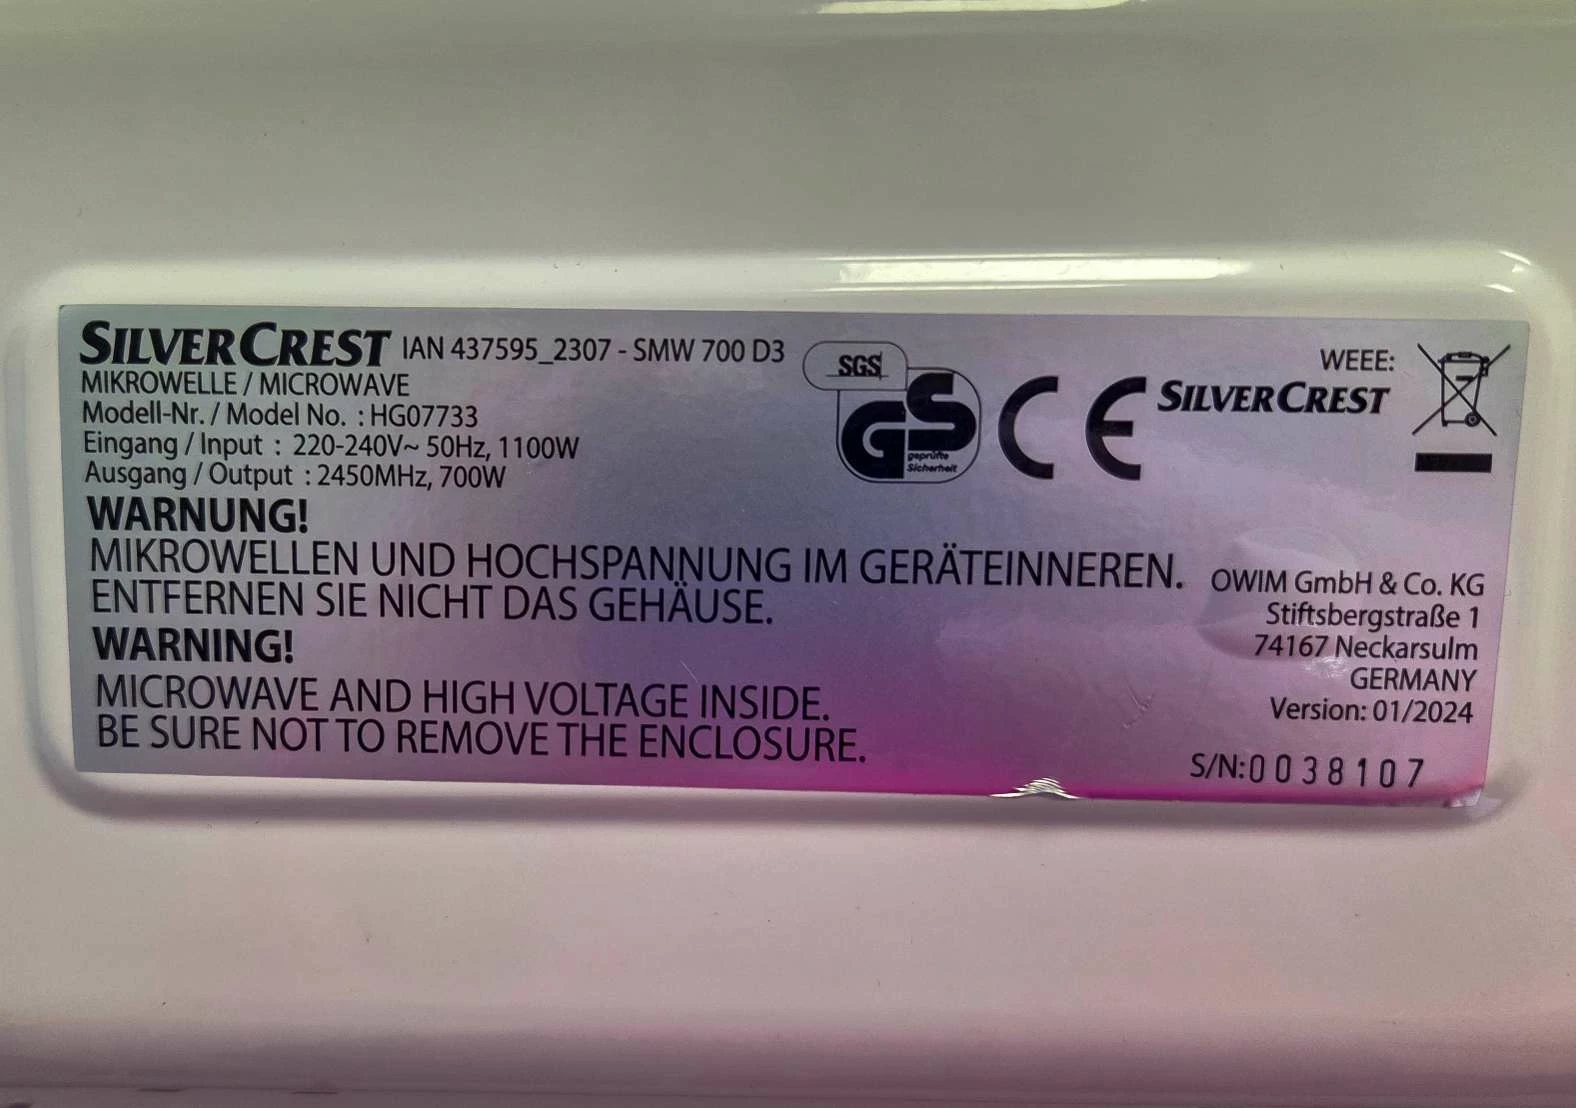 SILVERCREST IAN 437595_2307 - SMW 700 D3
MIKROWELLE / MICROWAVE
Modell-Nr. / Model No. : HG07733
Eingang / Input : 220-240V~ 50Hz, 1100W
Ausgang / Output : 2450MHz, 700W
WARNUNG!
MIKROWELLEN UND HOCHSPANNUNG IM GERÄTEINNEREN.
ENTFERNEN SIE NICHT DAS GEHÄUSE.
WARNING!
MICROWAVE AND HIGH VOLTAGE INSIDE.
BE SURE NOT TO REMOVE THE ENCLOSURE.
SGS
GS
geprüfte
Sicherheit
CE
WEEE:
SILVERCREST
OWIM GmbH & Co. KG
Stiftsbergstraße 1
74167 Neckarsulm
GERMANY
Version: 01/2024
S/N:0038107